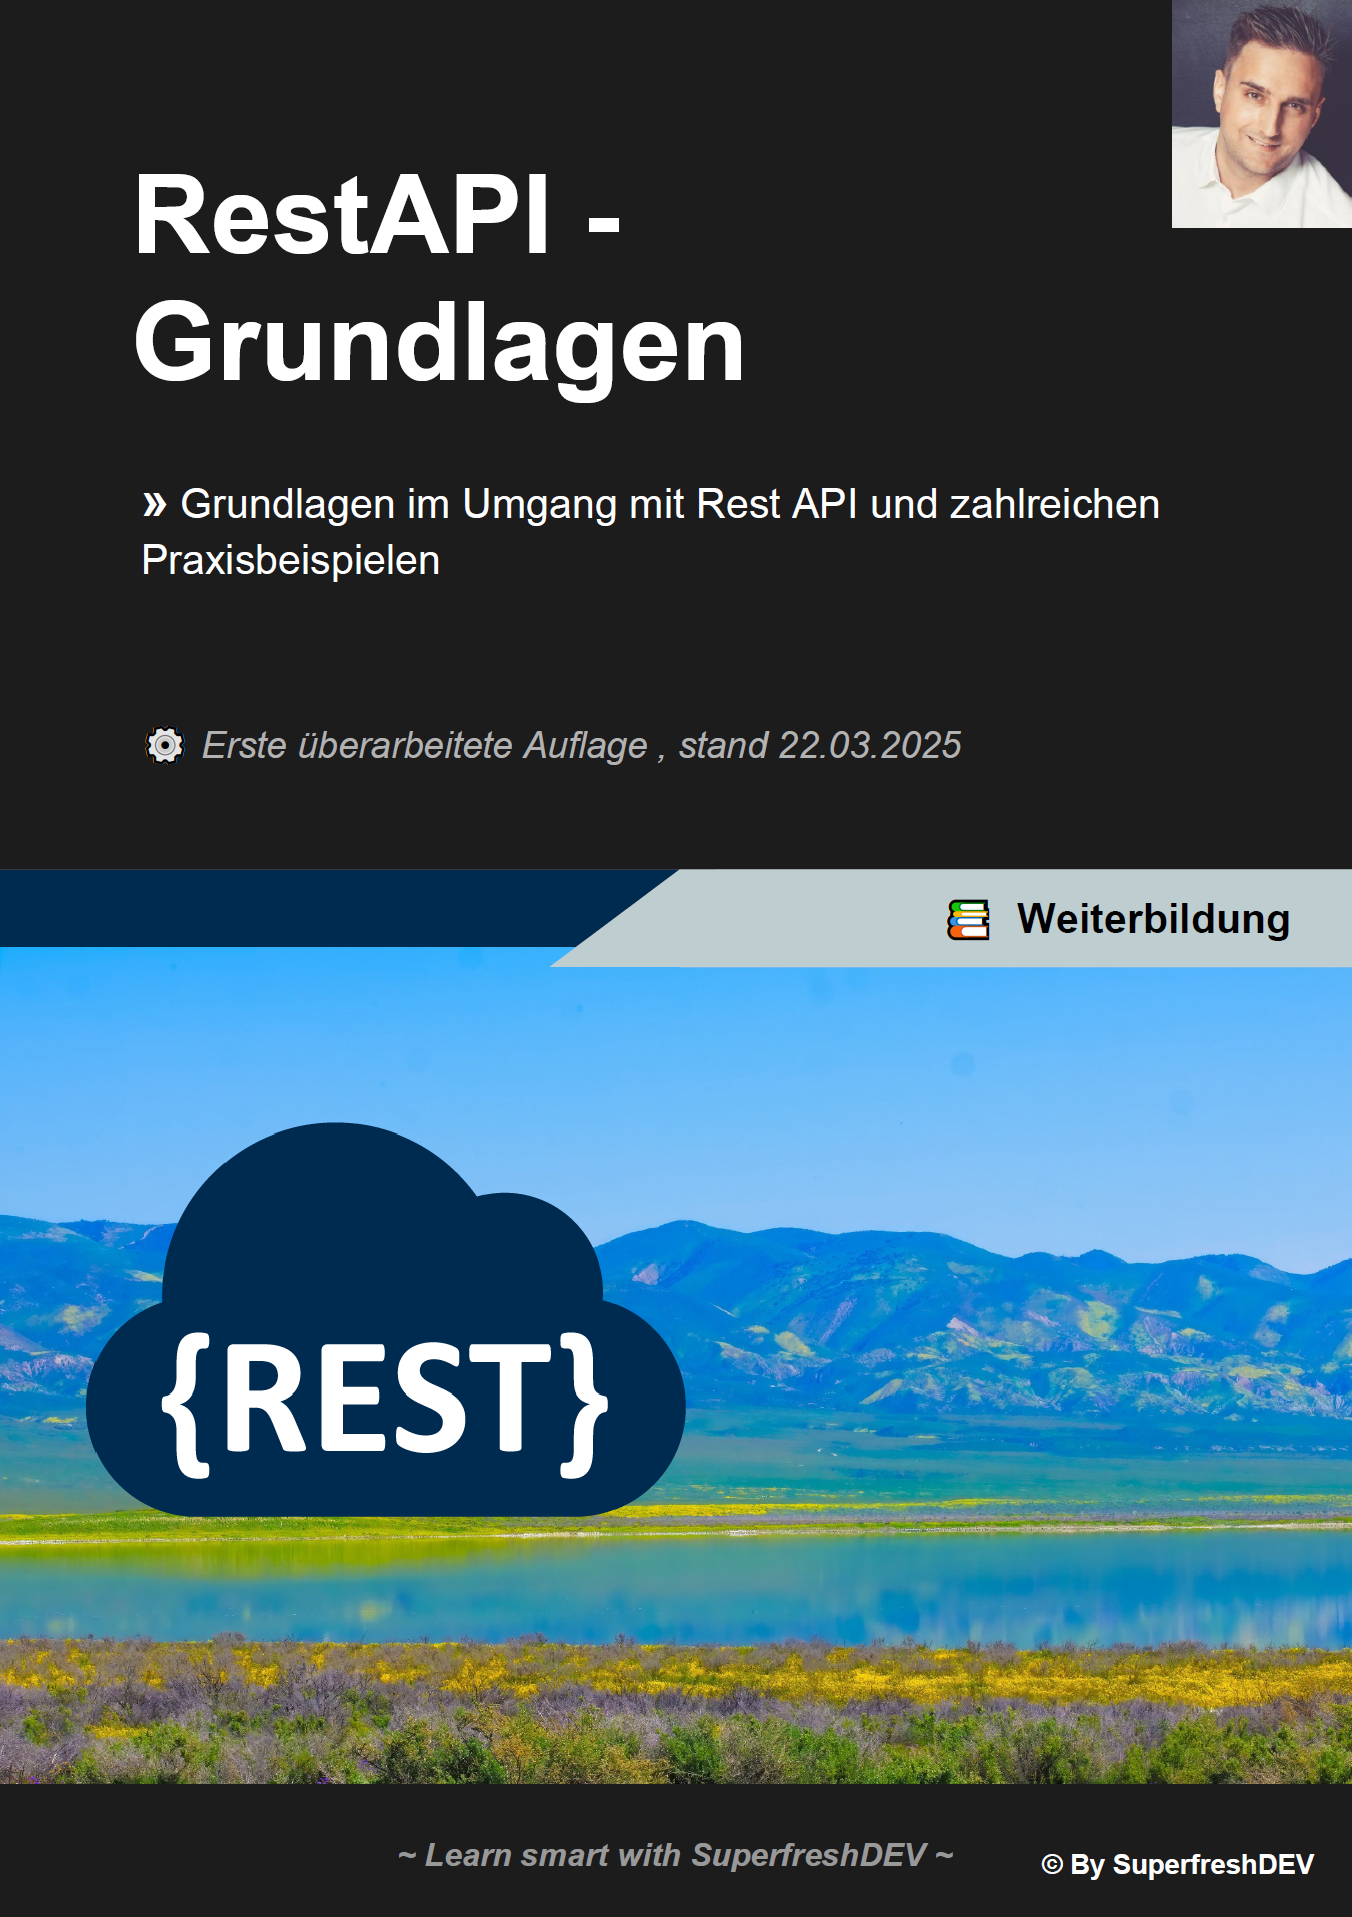 RestAPI -
Grundlagen
» Grundlagen im Umgang mit Rest API und zahlreichen
Praxisbeispielen
Erste überarbeitete Auflage , stand 22.03.2025
Weiterbildung
{REST}
~ Learn smart with SuperfreshDEV ~
© By SuperfreshDEV